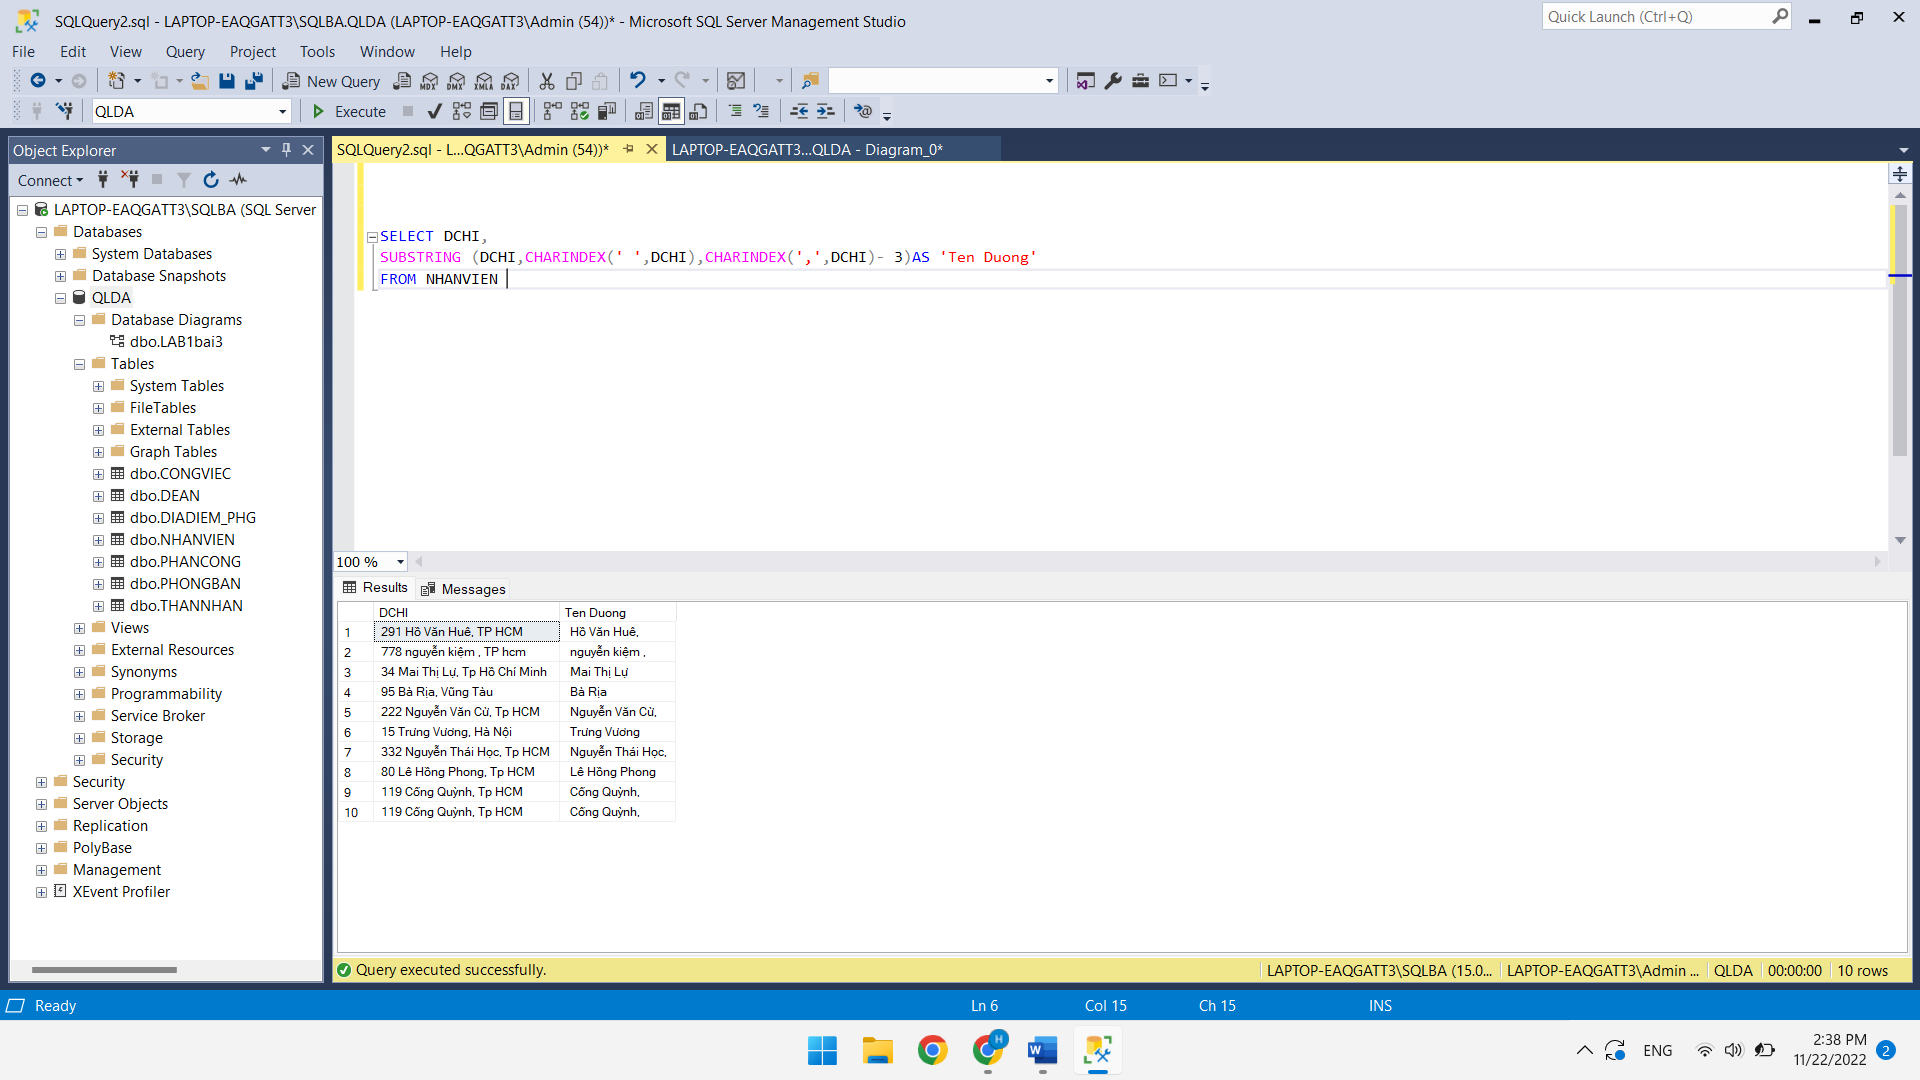 SQLQuery2.sql - LAPTOP-EAQGATT3\SQLBA.QLDA (LAPTOP-EAQGATT3\Admin (54))* - Microsoft SQL Server Management Studio
Quick Launch (Ctrl+Q)
File Edit View Query Project Tools Window Help
New Query MDX DMX XMLA DAX
QLDA Execute
Object Explorer
SQLQuery2.sql - L...QGATT3\Admin (54))*
LAPTOP-EAQGATT3...QLDA - Diagram_0*
Connect
LAPTOP-EAQGATT3\SQLBA (SQL Server
Databases
System Databases
Database Snapshots
QLDA
Database Diagrams
dbo.LAB1bai3
Tables
System Tables
FileTables
External Tables
Graph Tables
dbo.CONGVIEC
dbo.DEAN
dbo.DIADIEM_PHG
dbo.NHANVIEN
dbo.PHANCONG
dbo.PHONGBAN
dbo.THANNHAN
Views
External Resources
Synonyms
Programmability
Service Broker
Storage
Security
Security
Server Objects
Replication
PolyBase
Management
XEvent Profiler
SELECT DCHI,
SUBSTRING (DCHI,CHARINDEX(' ',DCHI),CHARINDEX(',',DCHI)- 3)AS 'Ten Duong'
FROM NHANVIEN
100 %
Results Messages
DCHI Ten Duong
1 291 Hồ Văn Huê, TP HCM Hồ Văn Huê,
2 778 nguyễn kiệm , TP hcm nguyễn kiệm ,
3 34 Mai Thị Lự, Tp Hồ Chí Minh Mai Thị Lự
4 95 Bà Rịa, Vũng Tàu Bà Rịa
5 222 Nguyễn Văn Cừ, Tp HCM Nguyễn Văn Cừ,
6 15 Trưng Vương, Hà Nội Trưng Vương
7 332 Nguyễn Thái Học, Tp HCM Nguyễn Thái Học,
8 80 Lê Hồng Phong, Tp HCM Lê Hồng Phong
9 119 Cống Quỳnh, Tp HCM Cống Quỳnh,
10 119 Cống Quỳnh, Tp HCM Cống Quỳnh,
Query executed successfully. LAPTOP-EAQGATT3\SQLBA (15.0... LAPTOP-EAQGATT3\Admin ... QLDA 00:00:00 10 rows
Ready Ln 6 Col 15 Ch 15 INS
H
W
ENG
2:38 PM
11/22/2022
2